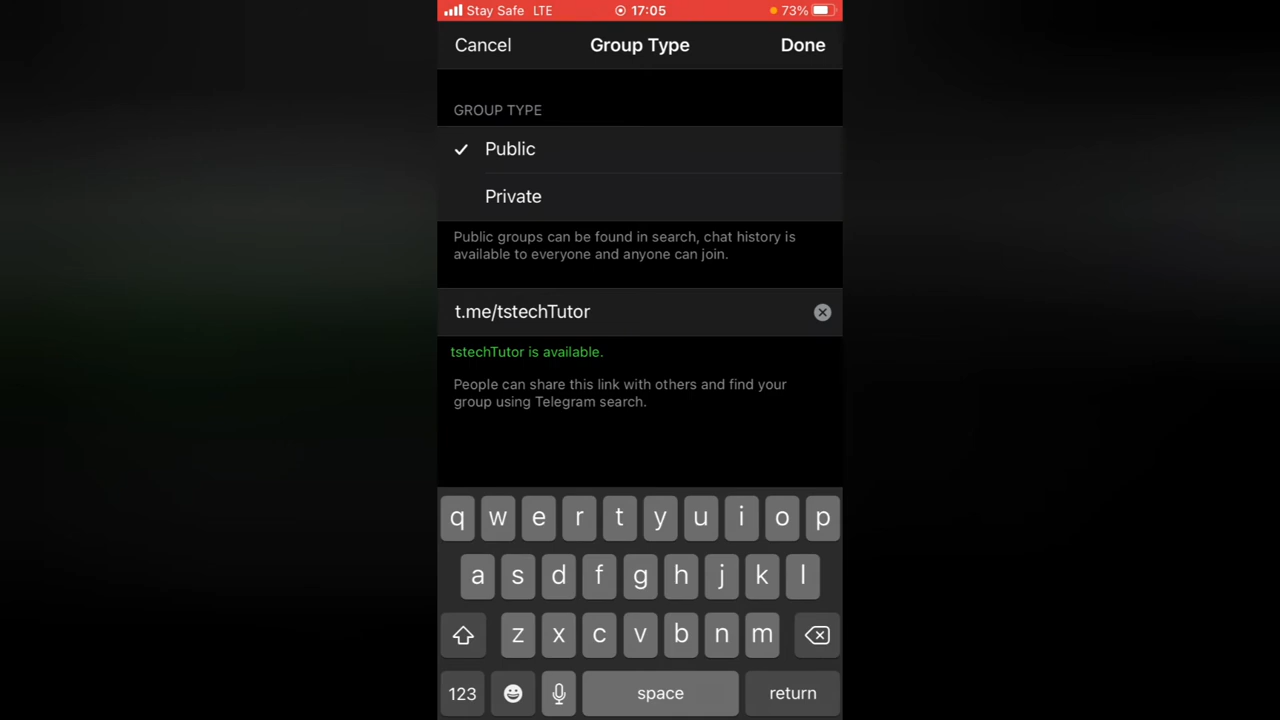 Stay Safe LTE 17:05 73%
Cancel Group Type Done
GROUP TYPE
Public
Private
Public groups can be found in search, chat history is
available to everyone and anyone can join.
t.me/tstechTutor
tstechTutor is available.
People can share this link with others and find your
group using Telegram search.
q w e r t y u i o p
a s d f g h j k l
z x c v b n m
123 space return